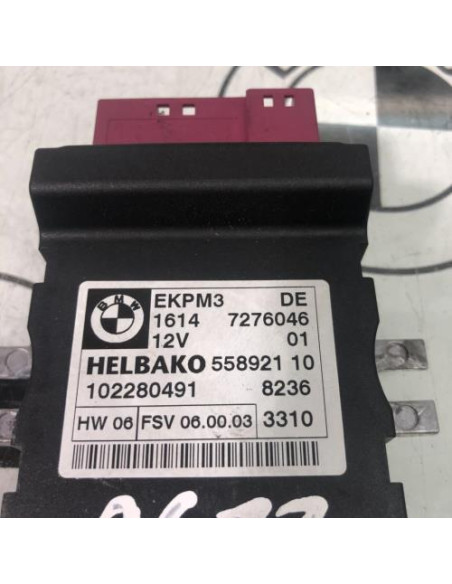 BMW
EKPM3 DE
1614 7276046
12V 01
HELBAKO 558921 10
102280491 8236
HW 06 FSV 06.00.03 3310